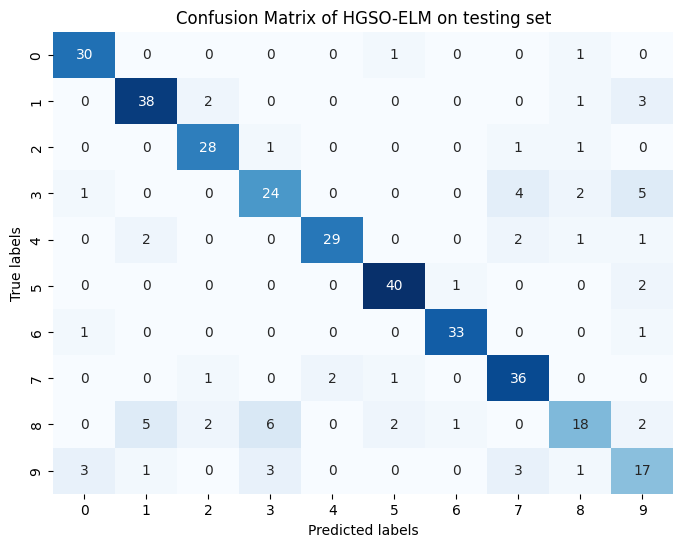 Confusion Matrix of HGSO-ELM on testing set
0 30 0 0 0 0 1 0 0 1 0
1 0 38 2 0 0 0 0 0 1 3
2 0 0 28 1 0 0 0 1 1 0
3 1 0 0 24 0 0 0 4 2 5
4 0 2 0 0 29 0 0 2 1 1
5 0 0 0 0 0 40 1 0 0 2
6 1 0 0 0 0 0 33 0 0 1
7 0 0 1 0 2 1 0 36 0 0
8 0 5 2 6 0 2 1 0 18 2
9 3 1 0 3 0 0 0 3 1 17
0 1 2 3 4 5 6 7 8 9
Predicted labels
True labels